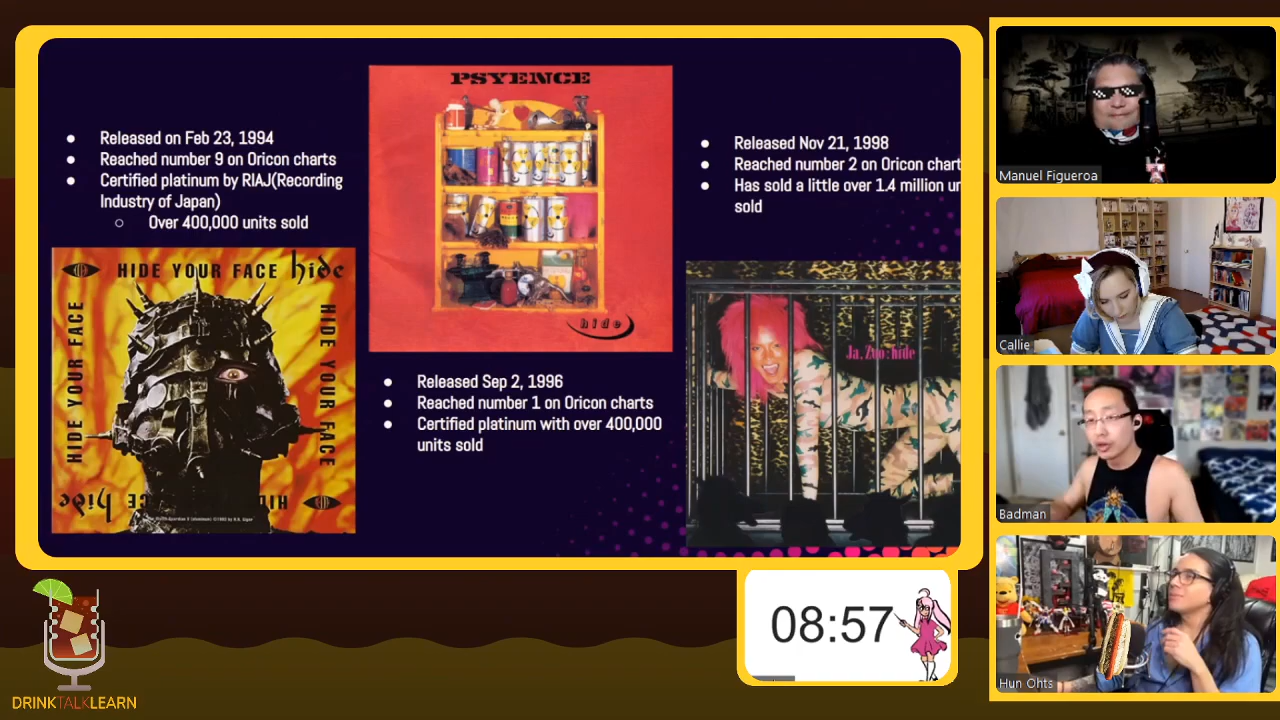 Released on Feb 23, 1994
Reached number 9 on Oricon charts
Certified platinum by RIAJ(Recording
Industry of Japan)
Over 400,000 units sold
HIDE YOUR FACE hide
HIDE YOUR FACE
HIDE YOUR FACE
hide
PSYENCE
hide
Released Sep 2, 1996
Reached number 1 on Oricon charts
Certified platinum with over 400,000
units sold
Released Nov 21, 1998
Reached number 2 on Oricon chart
Has sold a little over 1.4 million un
sold
Ja, Zoo : hide
Manuel Figueroa
Callie
Badman
Hun Ohts
08:57
DRINKTALKLEARN